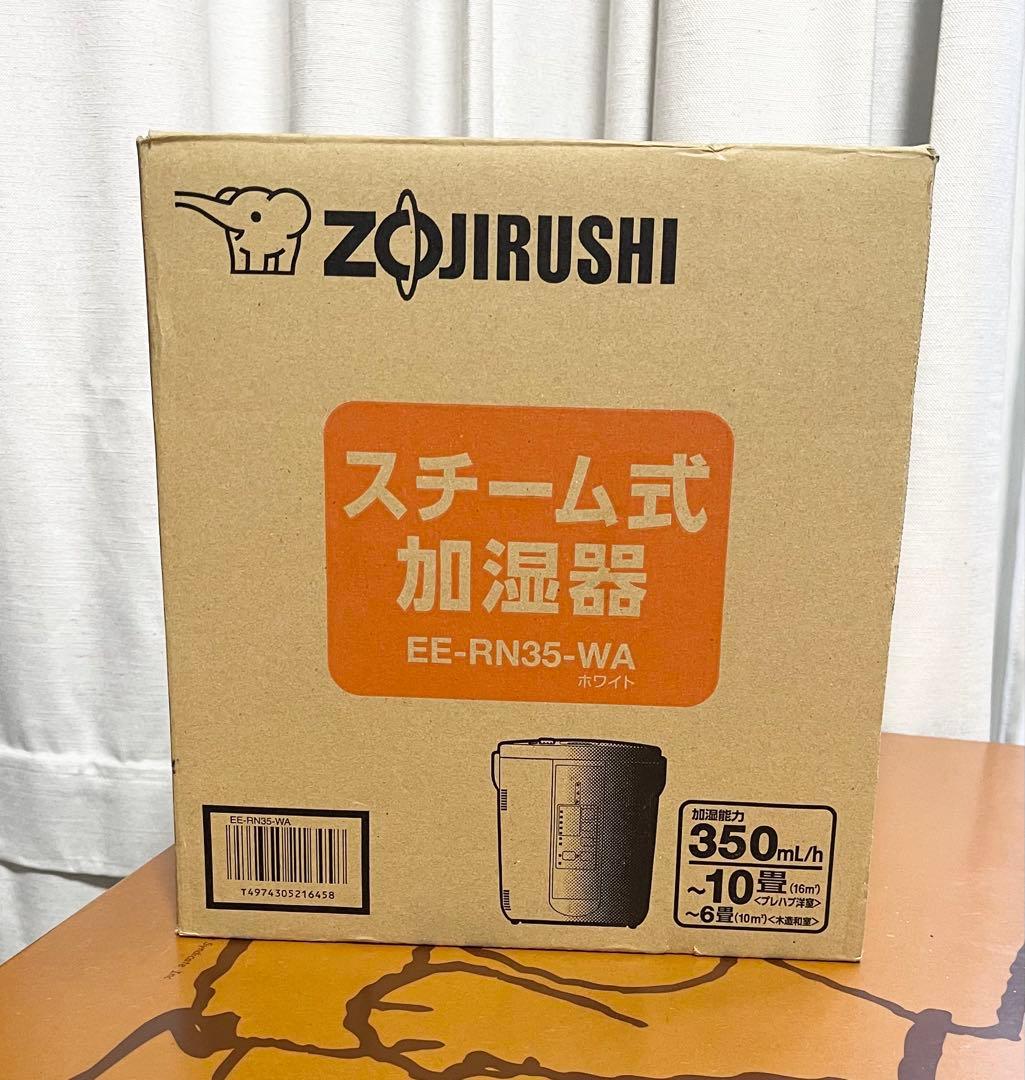 ZOJIRUSHI
スチーム式
加湿器
EE-RN35-WA
ホワイト
EE-RN35-WA
T4974305216458
加湿能力
350mL/h
~10畳(16㎡)
<プレハブ洋室>
~6畳(10㎡)<木造和室>
Syndicate Inc